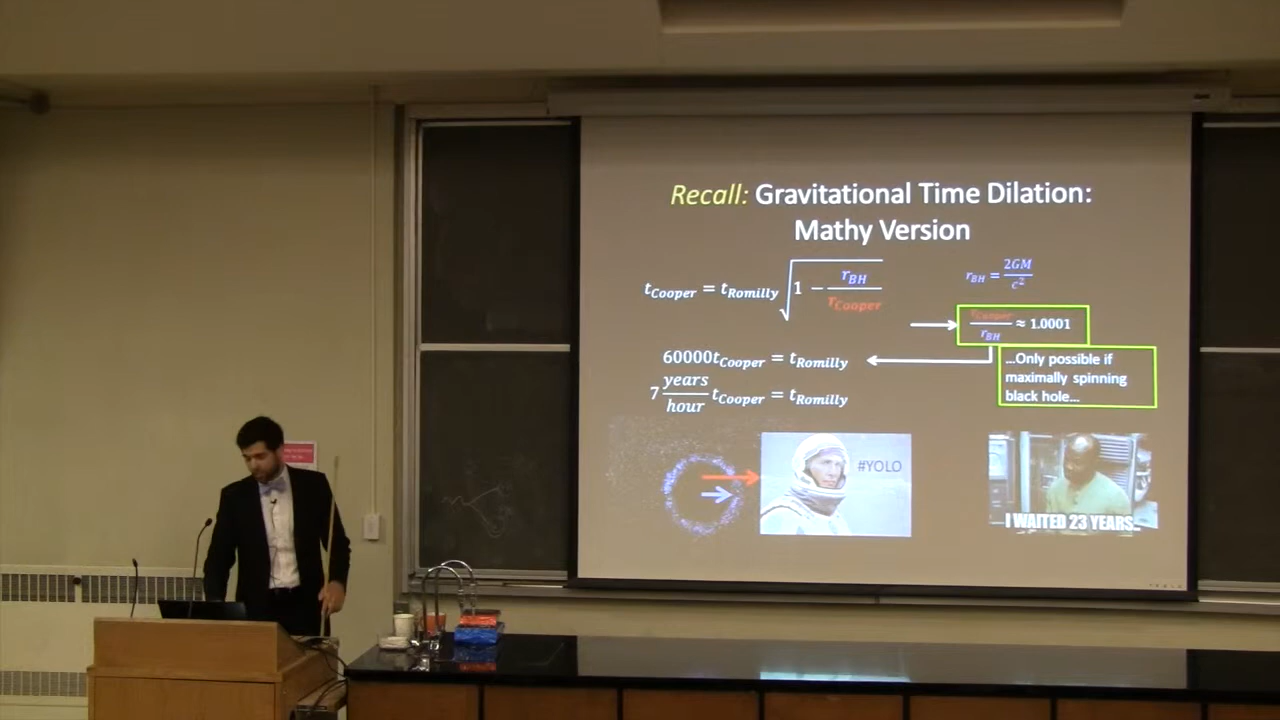 Recall: Gravitational Time Dilation:
Mathy Version
t_Cooper = t_Romilly √(1 − r_BH / r_Cooper)
r_BH = 2GM / c²
r_Cooper / r_BH ≈ 1.0001
60000t_Cooper = t_Romilly
...Only possible if
maximally spinning
black hole...
7 years/hour t_Cooper = t_Romilly
#YOLO
I WAITED 23 YEARS..